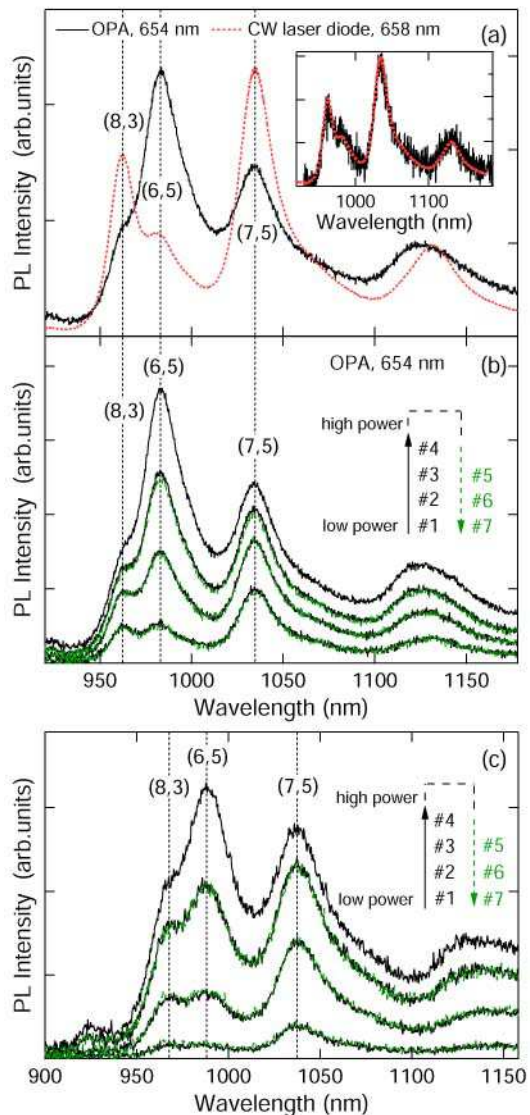 OPA, 654 nm CW laser diode, 658 nm
(a)
(8,3)
(6,5)
(7,5)
PL Intensity (arb.units)
1000 1100
Wavelength (nm)
OPA, 654 nm (b)
(6,5)
(8,3)
(7,5)
high power
#4
#3 #5
#2 #6
low power #1 #7
PL Intensity (arb.units)
950 1000 1050 1100 1150
Wavelength (nm)
(c)
(6,5)
(8,3) (7,5)
high power
#4
#3 #5
#2 #6
low power #1 #7
PL Intensity (arb.units)
900 950 1000 1050 1100 1150
Wavelength (nm)